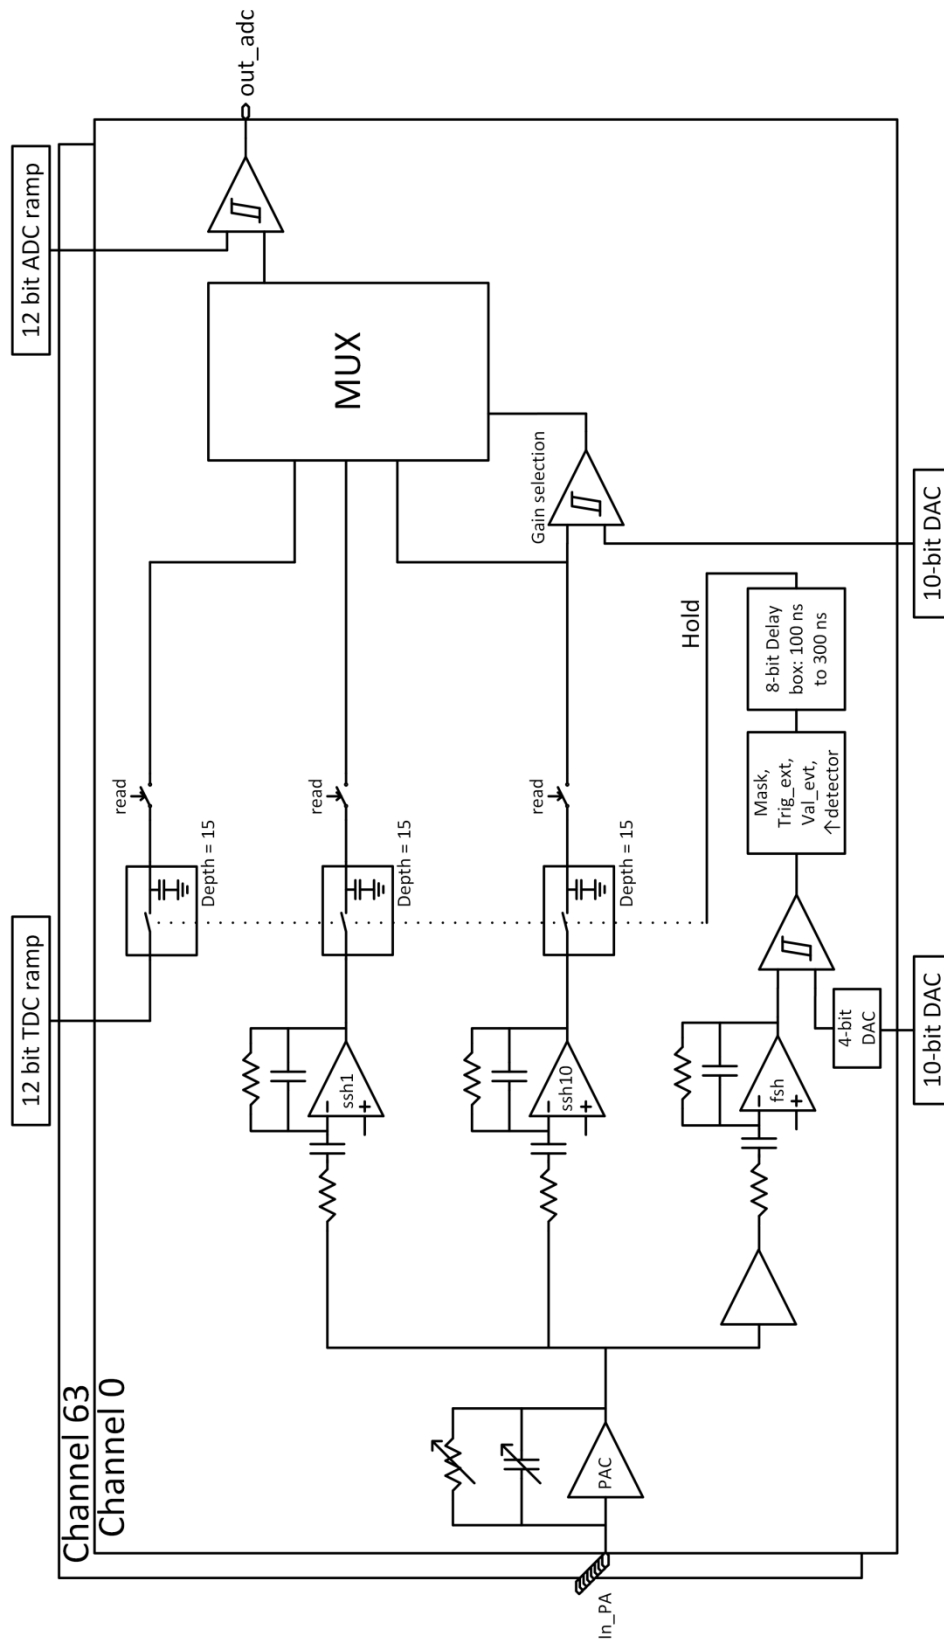 Channel 63
Channel 0
12 bit TDC ramp
12 bit ADC ramp
In_PA
PAC
ssh1
ssh10
fsh
-
+
-
+
-
+
read
Depth = 15
read
Depth = 15
read
Depth = 15
MUX
out_adc
Gain selection
Hold
4-bit
DAC
Mask,
Trig_ext,
Val_evt,
↑detector
8-bit Delay
box: 100 ns
to 300 ns
10-bit DAC
10-bit DAC